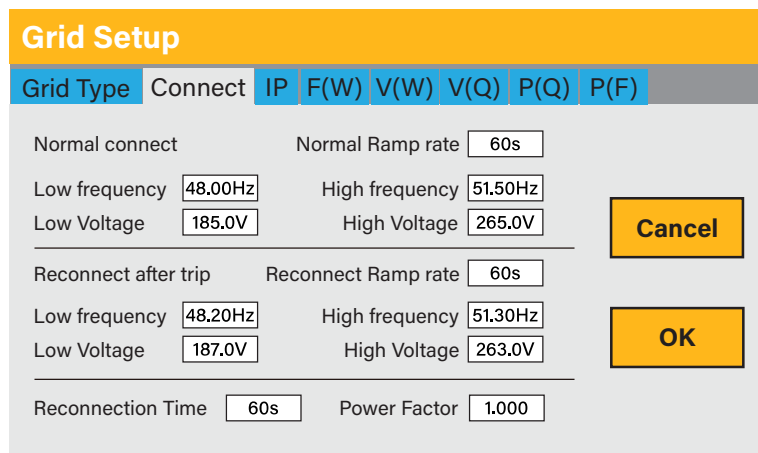 Grid Setup
Grid Type Connect IP F(W) V(W) V(Q) P(Q) P(F)
Normal connect Normal Ramp rate 60s
Low frequency 48.00Hz High frequency 51.50Hz
Low Voltage 185.0V High Voltage 265.0V
Cancel
Reconnect after trip Reconnect Ramp rate 60s
Low frequency 48.20Hz High frequency 51.30Hz
Low Voltage 187.0V High Voltage 263.0V
OK
Reconnection Time 60s Power Factor 1.000